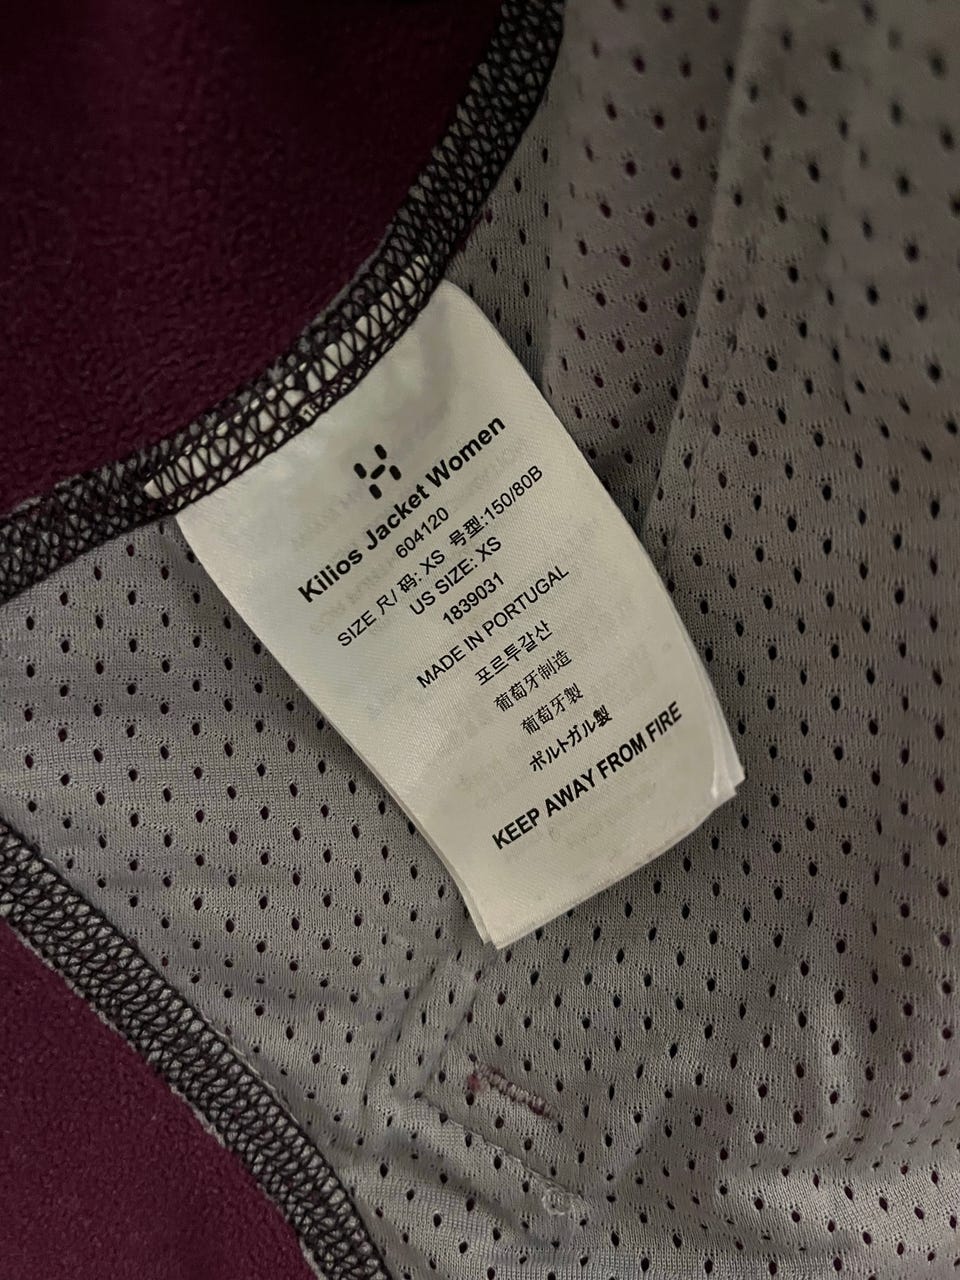 Kilios Jacket Women
604120
SIZE 尺/ 码: XS 号型:150/80B
US SIZE: XS
1839031
MADE IN PORTUGAL
포르투갈산
葡萄牙制造
葡萄牙製
ポルトガル製
KEEP AWAY FROM FIRE